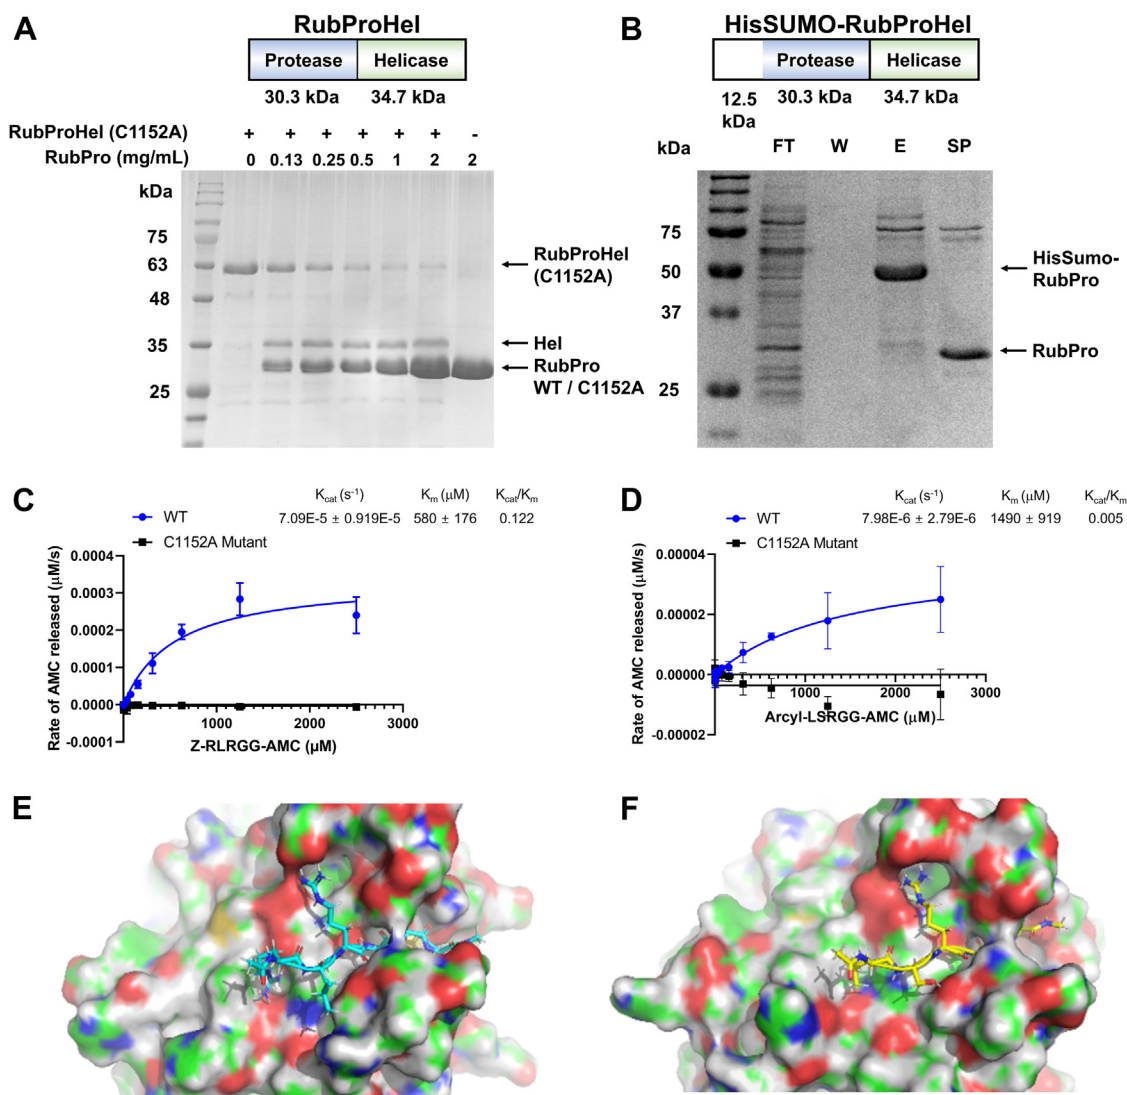 A
RubProHel
Protease Helicase
30.3 kDa 34.7 kDa
RubProHel (C1152A) + + + + + + -
RubPro (mg/mL) 0 0.13 0.25 0.5 1 2 2
kDa
75
63
48
35
25
RubProHel
(C1152A)
Hel
RubPro
WT / C1152A
B
HisSUMO-RubProHel
Protease Helicase
12.5
kDa
30.3 kDa 34.7 kDa
kDa FT W E SP
75
50
37
25
HisSumo-
RubPro
RubPro
C
Kcat (s-1) Km (µM) Kcat/Km
WT 7.09E-5 ± 0.919E-5 580 ± 176 0.122
C1152A Mutant
Rate of AMC released (µM/s)
0.0004
0.0003
0.0002
0.0001
0.0000
-0.0001
1000 2000 3000
Z-RLRGG-AMC (µM)
D
Kcat (s-1) Km (µM) Kcat/Km
WT 7.98E-6 ± 2.79E-6 1490 ± 919 0.005
C1152A Mutant
Rate of AMC released (µM/s)
0.00004
0.00002
0.00000
-0.00002
1000 2000 3000
Arcyl-LSRGG-AMC (µM)
E
F